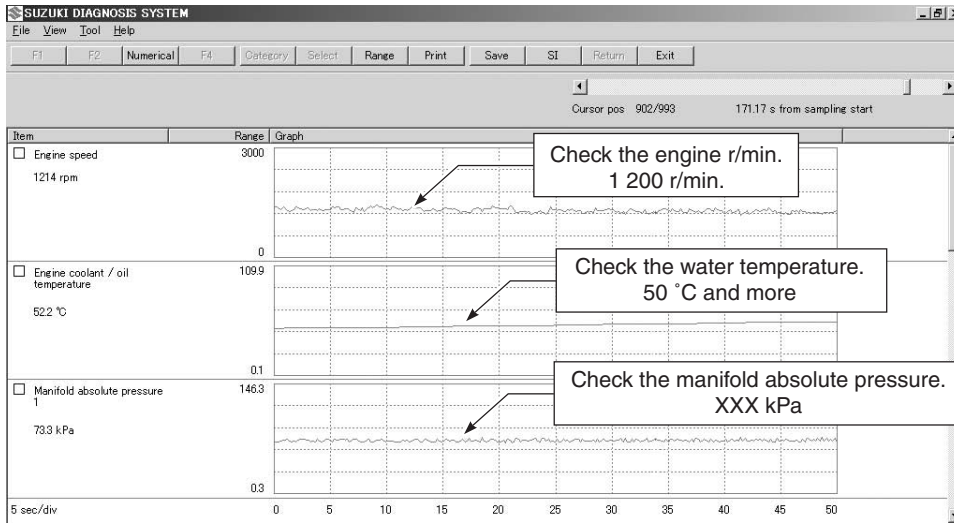 SUZUKI DIAGNOSIS SYSTEM
File View Tool Help
F1 F2 Numerical F4 Category Select Range Print Save SI Return Exit
Cursor pos 902/993 171.17 s from sampling start
Item Range Graph
Engine speed 3000
1214 rpm
0
Check the engine r/min.
1 200 r/min.
Engine coolant / oil 109.9
temperature
52.2 °C
0.1
Check the water temperature.
50 ˚C and more
Manifold absolute pressure 146.3
1
73.3 kPa
0.3
Check the manifold absolute pressure.
XXX kPa
5 sec/div 0 5 10 15 20 25 30 35 40 45 50